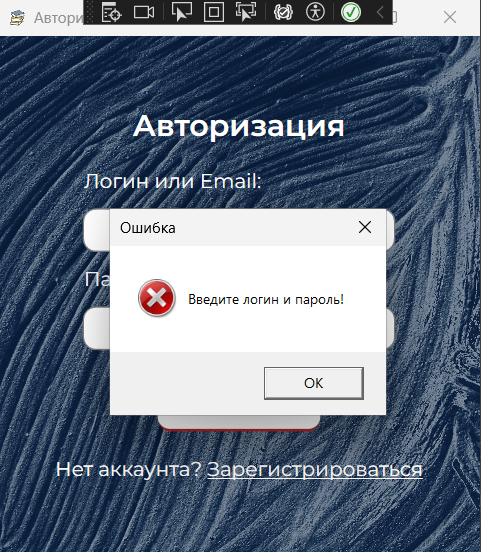 Автори
Авторизация
Логин или Email:
Ошибка
Па
Введите логин и пароль!
OK
Нет аккаунта? Зарегистрироваться